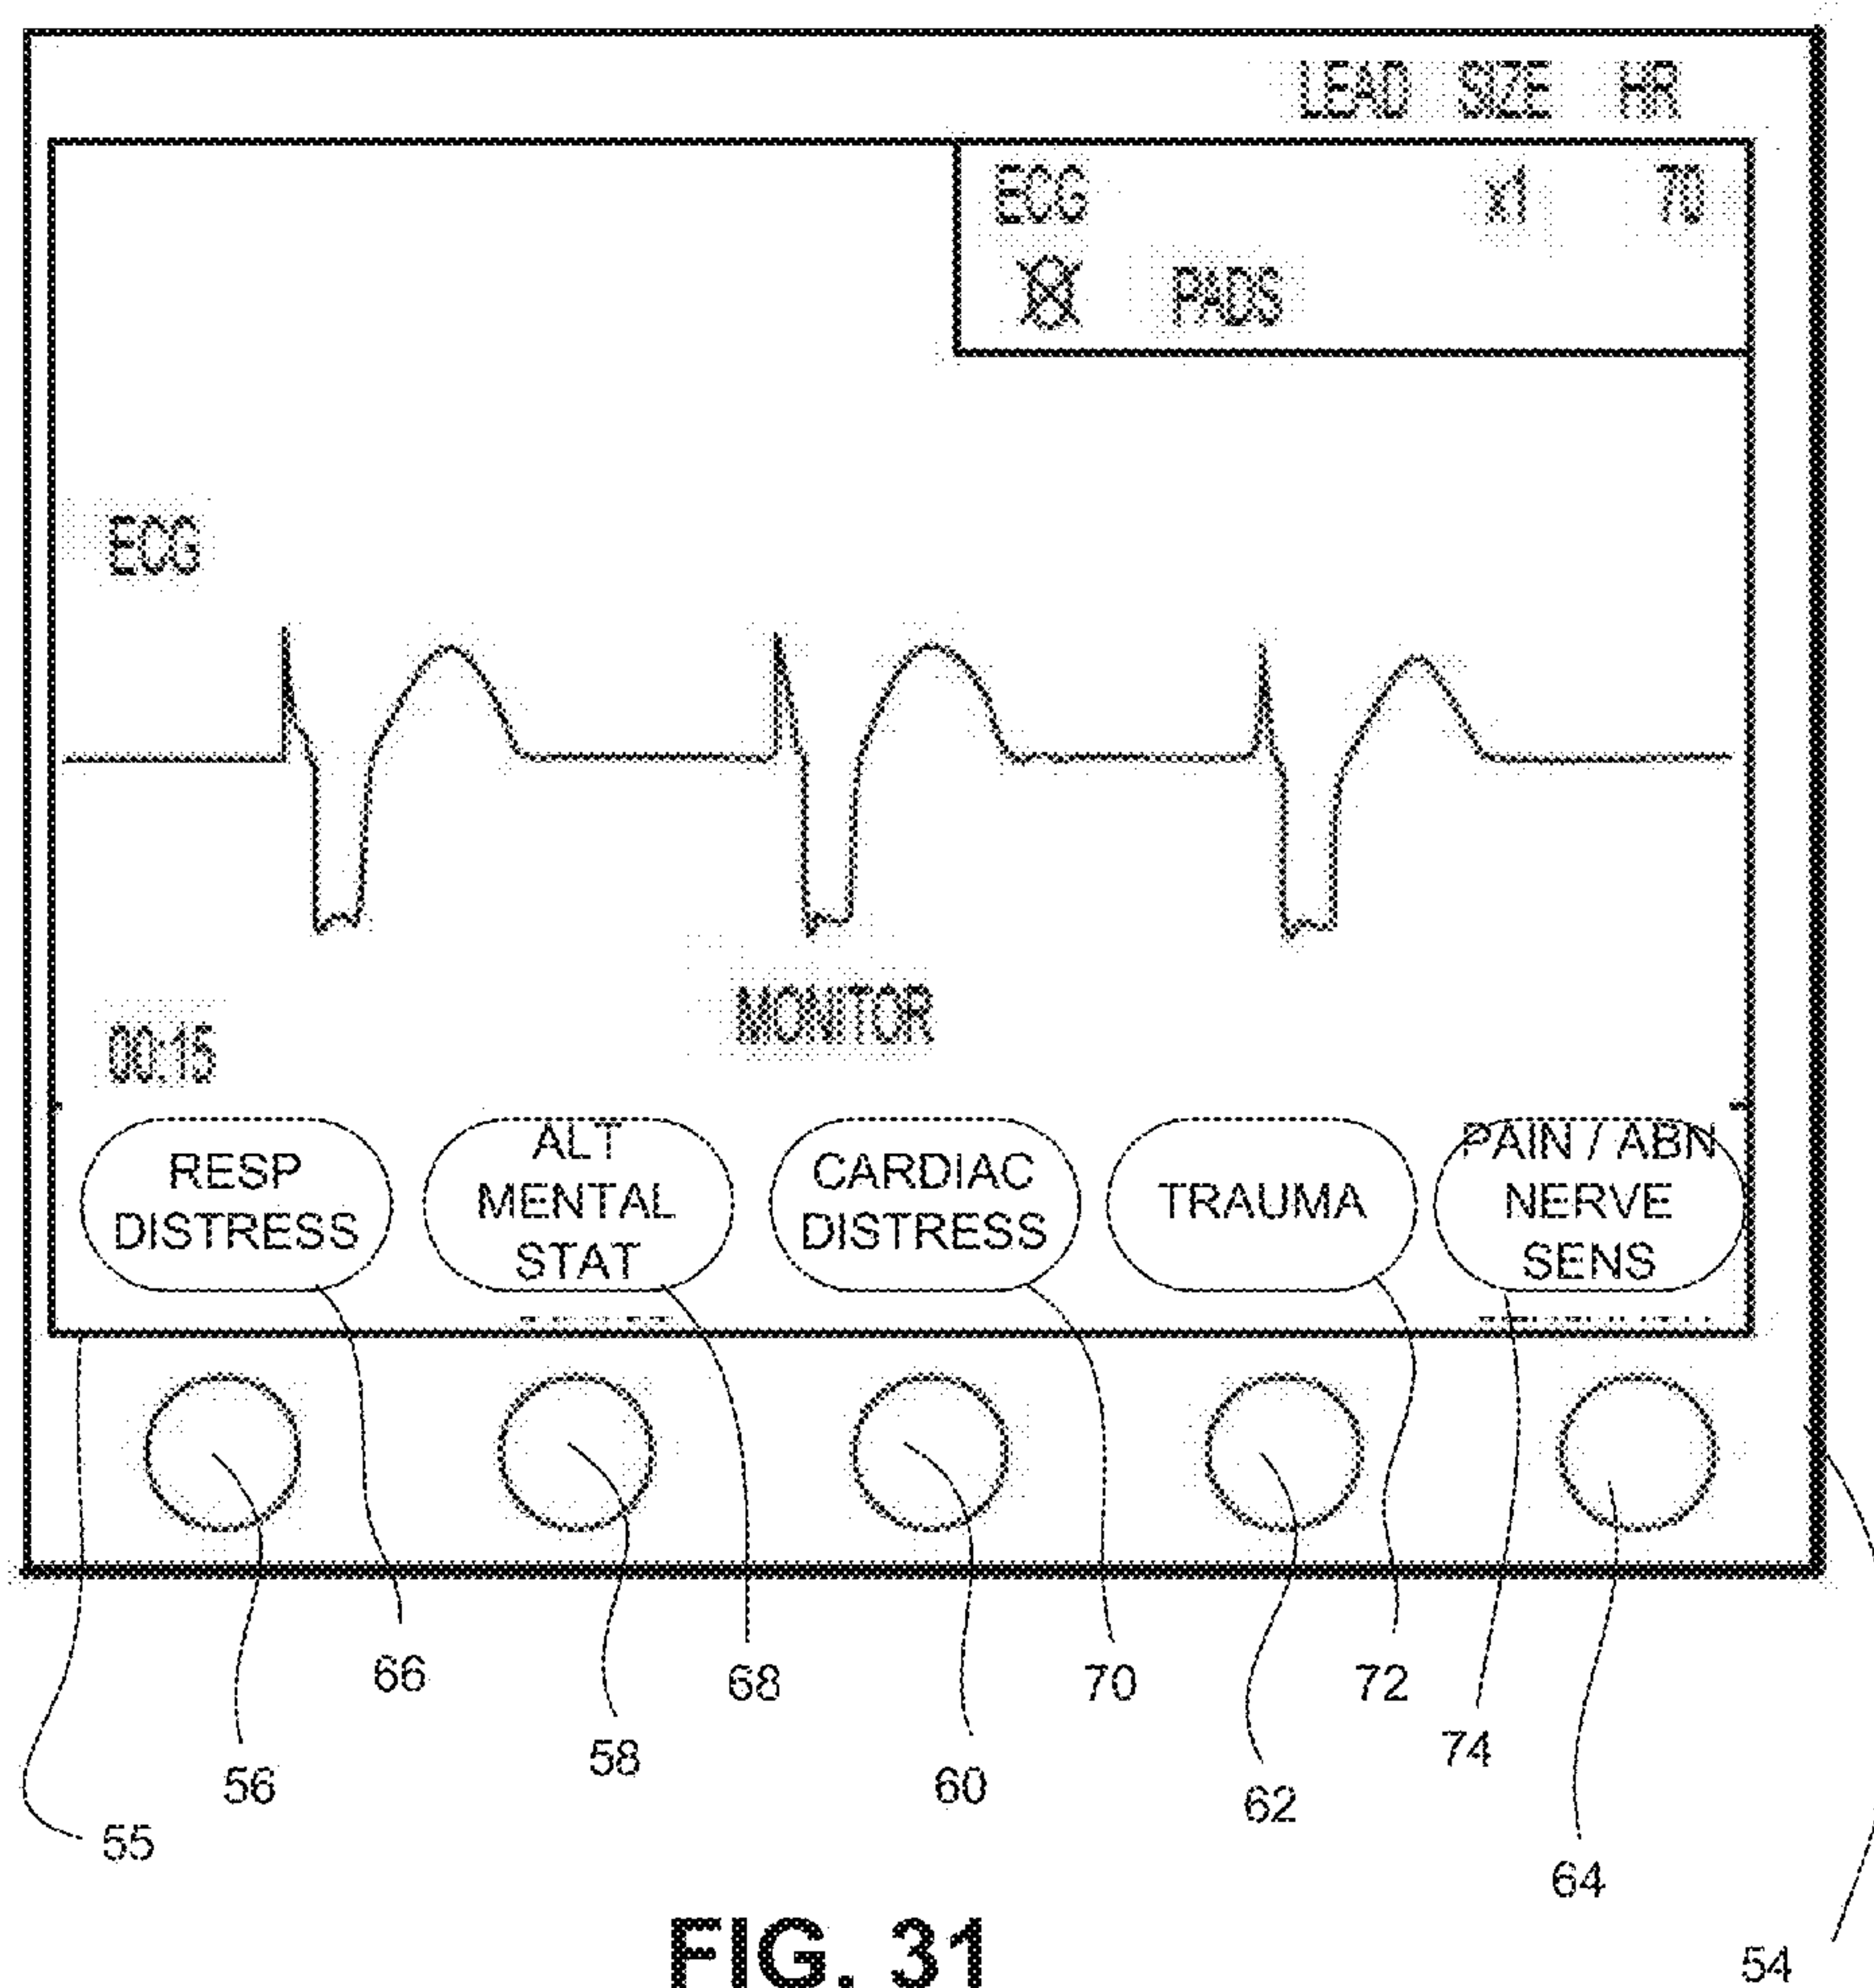 LEAD SIZE HR
ECG x1 70
PADS
ECG
MONITOR
00:15
RESP
DISTRESS
ALT
MENTAL
STAT
CARDIAC
DISTRESS
TRAUMA
PAIN / ABN
NERVE
SENS
66
68
70
72
74
58
56
60
62
55
64
54
FIG. 31